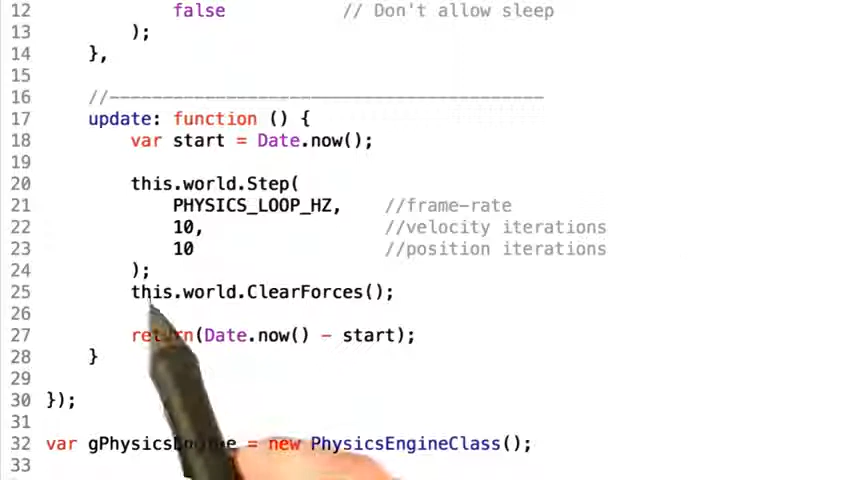 12 false // Don't allow sleep
13 );
14 },
15
16 //-----------------------------------------
17 update: function () {
18 var start = Date.now();
19
20 this.world.Step(
21 PHYSICS_LOOP_HZ, //frame-rate
22 10, //velocity iterations
23 10 //position iterations
24 );
25 this.world.ClearForces();
26
27 return(Date.now() - start);
28 }
29
30 });
31
32 var gPhysicsEngine = new PhysicsEngineClass();
33